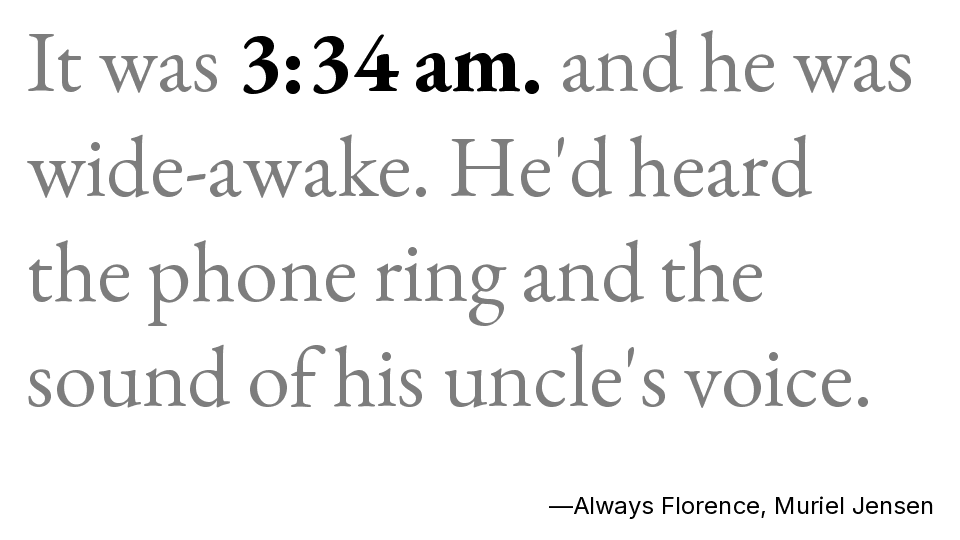 It was 3:34 am. and he was
wide-awake. He'd heard
the phone ring and the
sound of his uncle's voice.
—Always Florence, Muriel Jensen